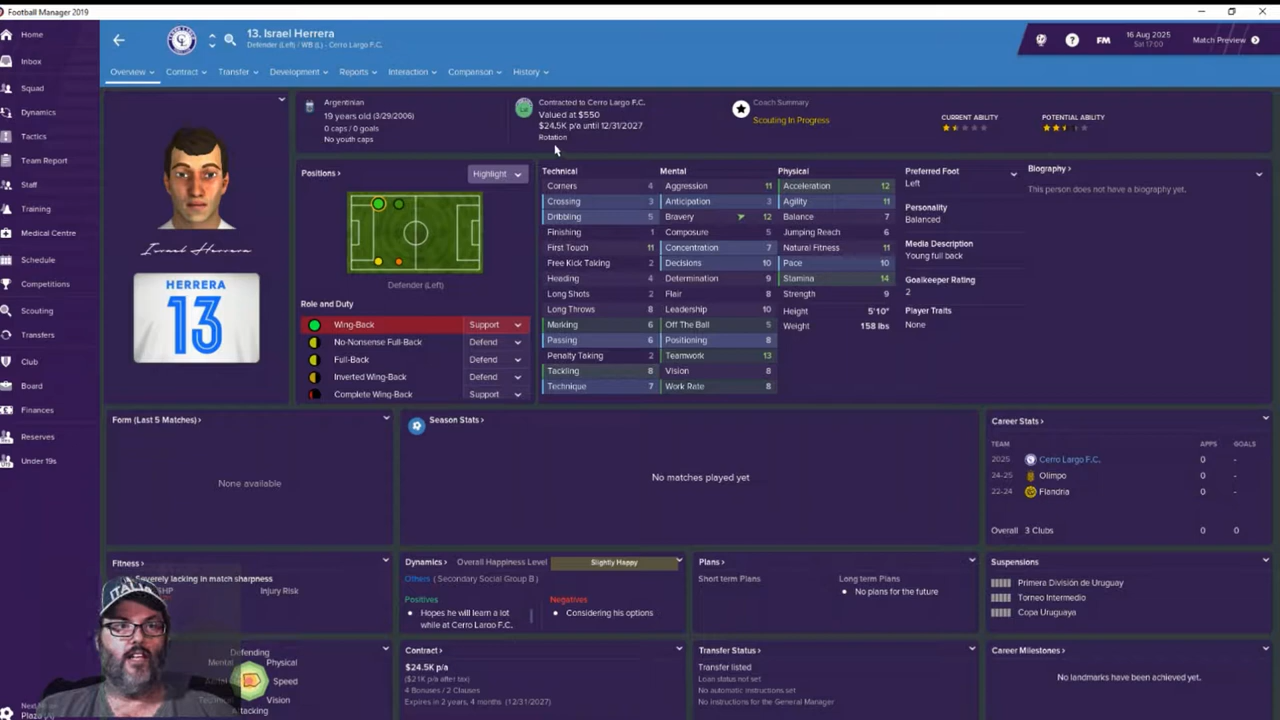 Football Manager 2019
Home
Inbox
Squad
Dynamics
Tactics
Team Report
Staff
Training
Medical Centre
Schedule
Competitions
Scouting
Transfers
Club
Board
Finances
Reserves
Under 19s
13. Israel Herrera
Defender (Left) / WB (L) - Cerro Largo F.C.
FM
16 Aug 2025
Sat 17:00
Match Preview
Overview
Contract
Transfer
Development
Reports
Interaction
Comparison
History
HERRERA
13
Argentinian
19 years old (3/29/2006)
0 caps / 0 goals
No youth caps
Contracted to Cerro Largo F.C.
Valued at $550
$24.5K p/a until 12/31/2027
Rotation
Coach Summary
Scouting In Progress
CURRENT ABILITY
POTENTIAL ABILITY
Positions
Highlight
Defender (Left)
Role and Duty
Wing-Back Support
No-Nonsense Full-Back Defend
Full-Back Defend
Inverted Wing-Back Defend
Complete Wing-Back Support
Technical
Corners 4
Crossing 3
Dribbling 5
Finishing 1
First Touch 11
Free Kick Taking 2
Heading 4
Long Shots 2
Long Throws 8
Marking 6
Passing 6
Penalty Taking 2
Tackling 8
Technique 7
Mental
Aggression 11
Anticipation 3
Bravery 12
Composure 5
Concentration 7
Decisions 10
Determination 9
Flair 8
Leadership 10
Off The Ball 5
Positioning 8
Teamwork 13
Vision 8
Work Rate 8
Physical
Acceleration 12
Agility 11
Balance 7
Jumping Reach 6
Natural Fitness 11
Pace 10
Stamina 14
Strength 9
Height 5'10"
Weight 158 lbs
Preferred Foot
Left
Personality
Balanced
Media Description
Young full back
Goalkeeper Rating
2
Player Traits
None
Biography
This person does not have a biography yet.
Form (Last 5 Matches)
None available
Season Stats
No matches played yet
Career Stats
TEAM APPS GOALS
2025 Cerro Largo F.C. 0 -
24-25 Olimpo 0 -
22-24 Flandria 0 -
Overall 3 Clubs 0 0
Fitness
Severely lacking in match sharpness
Injury Risk
Dynamics Overall Happiness Level Slightly Happy
Others (Secondary Social Group B)
Positives
Hopes he will learn a lot
while at Cerro Largo F.C.
Negatives
Considering his options
Plans
Short term Plans
Long term Plans
No plans for the future
Suspensions
Primera División de Uruguay
Torneo Intermedio
Copa Uruguaya
Defending
Mental Physical
Speed
Vision
Attacking
Contract
$24.5K p/a
($21K p/a after tax)
4 Bonuses / 2 Clauses
Expires in 2 years, 4 months (12/31/2027)
Transfer Status
Transfer listed
Loan status not set
No automatic instructions set
No instructions for the General Manager
Career Milestones
No landmarks have been achieved yet.
Plaza (A)
ITALIA